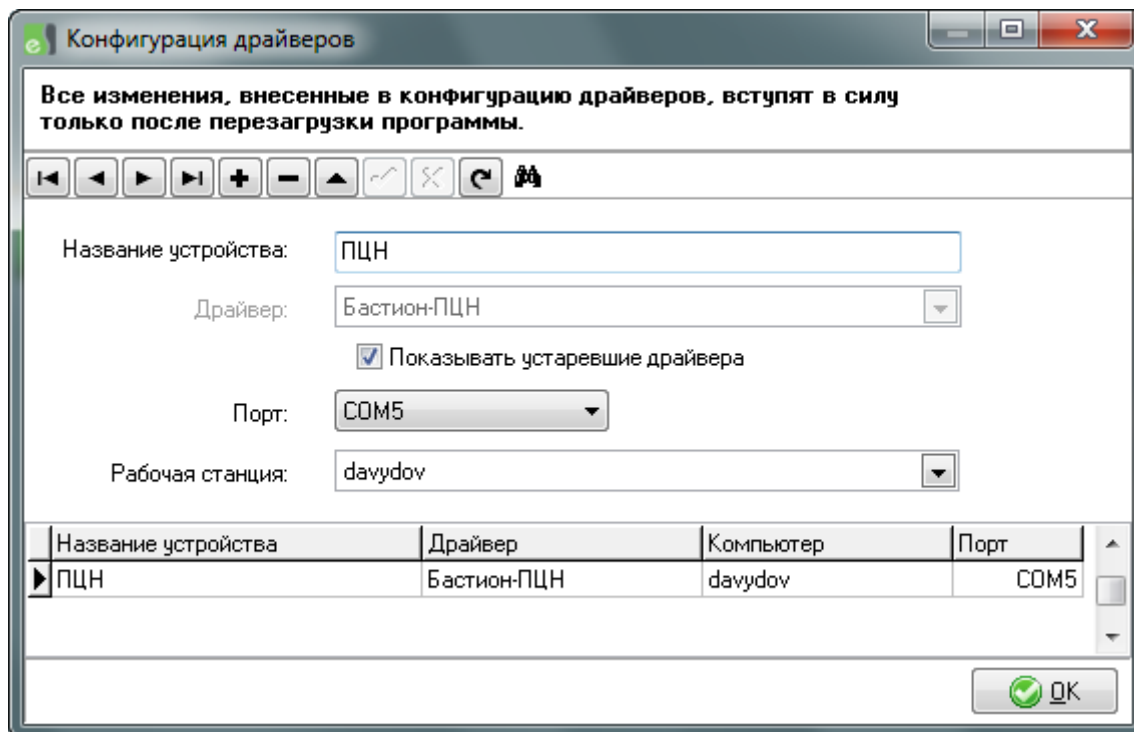 Конфигурация драйверов
Все изменения, внесенные в конфигурацию драйверов, вступят в силу
только после перезагрузки программы.
Название устройства: ПЦН
Драйвер: Бастион-ПЦН
Показывать устаревшие драйвера
Порт: COM5
Рабочая станция: davydov
Название устройства Драйвер Компьютер Порт
ПЦН Бастион-ПЦН davydov COM5
OK